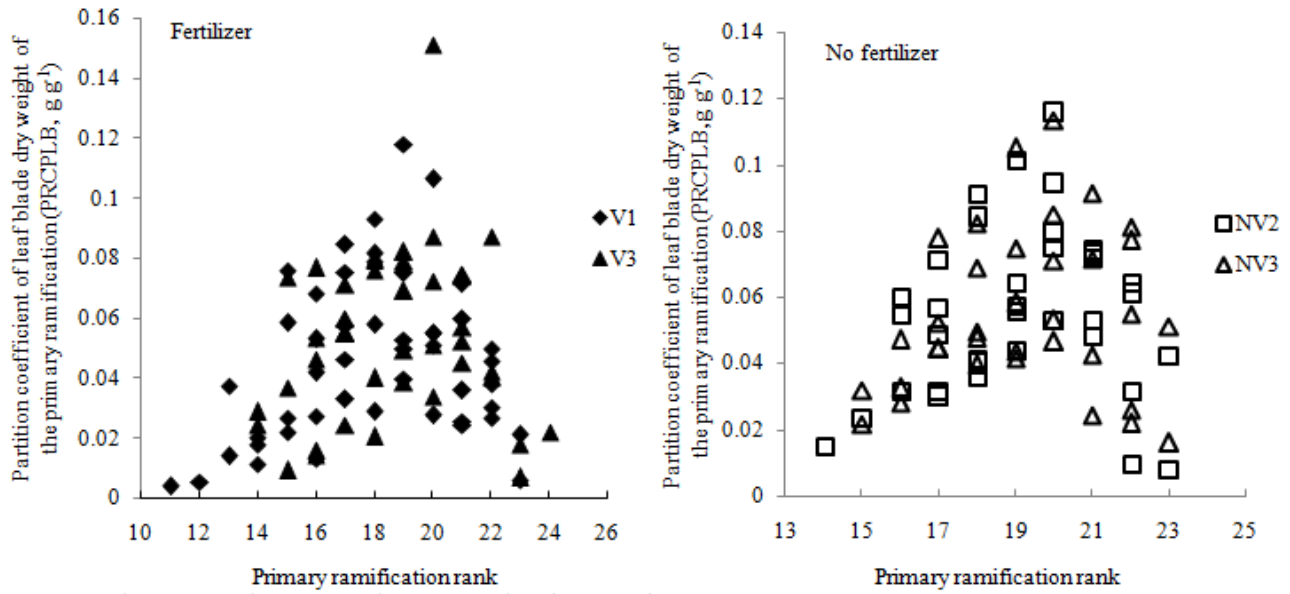 Partition coefficient of leaf blade dry weight of
the primary ramification (PRCPLB, g g-1)
Fertilizer
0.16
0.14
0.12
0.1
0.08
0.06
0.04
0.02
0
10 12 14 16 18 20 22 24 26
Primary ramification rank
V1
V3
Partition coefficient of leaf blade dry weight of
the primary ramification (PRCPLB, g g-1)
No fertilizer
0.14
0.12
0.1
0.08
0.06
0.04
0.02
0
13 15 17 19 21 23 25
Primary ramification rank
NV2
NV3